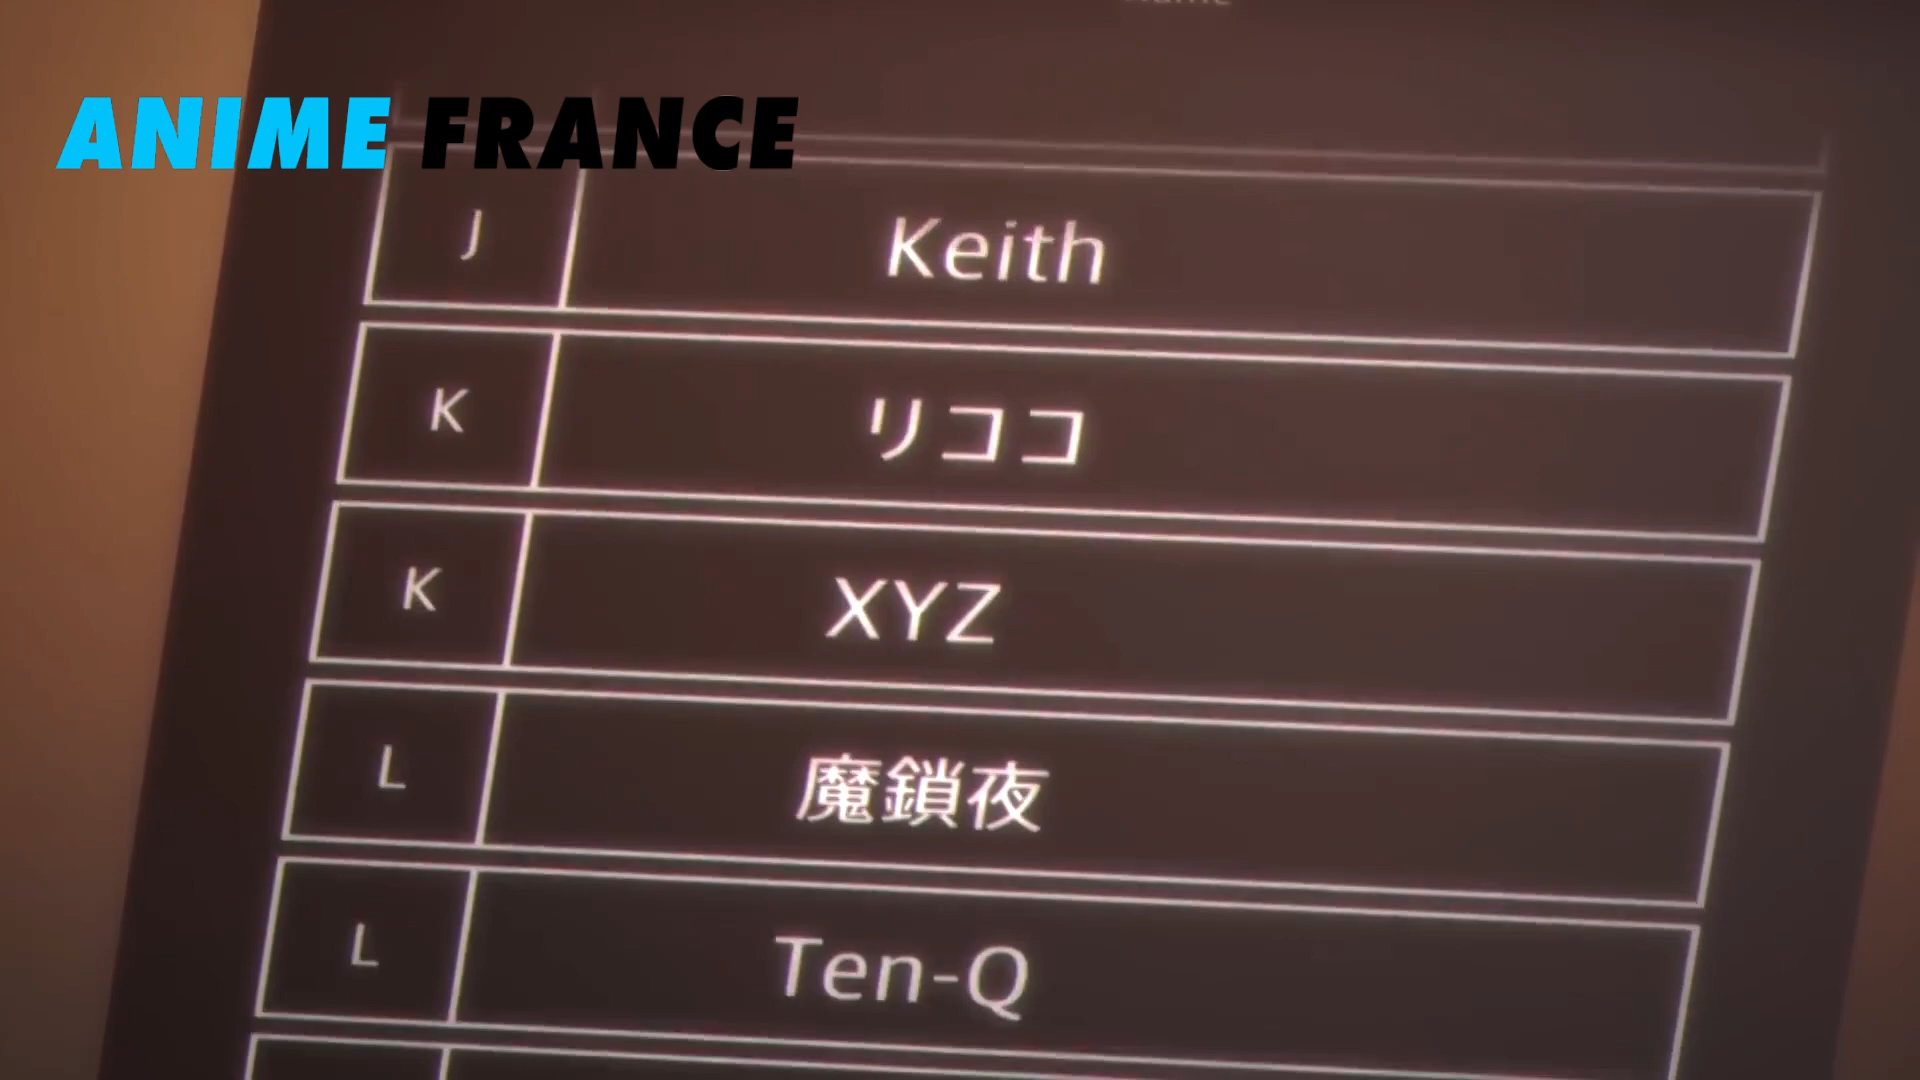 ANIME FRANCE
J Keith
K リココ
K XYZ
L 魔鎖夜
L Ten-Q